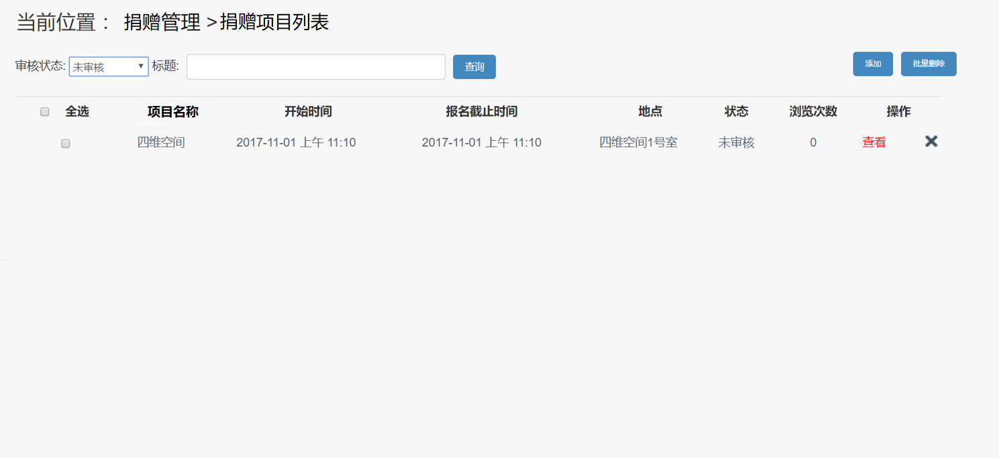 当前位置： 捐赠管理 >捐赠项目列表
审核状态: 未审核 标题: 查询 添加 批量删除
全选 项目名称 开始时间 报名截止时间 地点 状态 浏览次数 操作
四维空间 2017-11-01 上午 11:10 2017-11-01 上午 11:10 四维空间1号室 未审核 0 查看